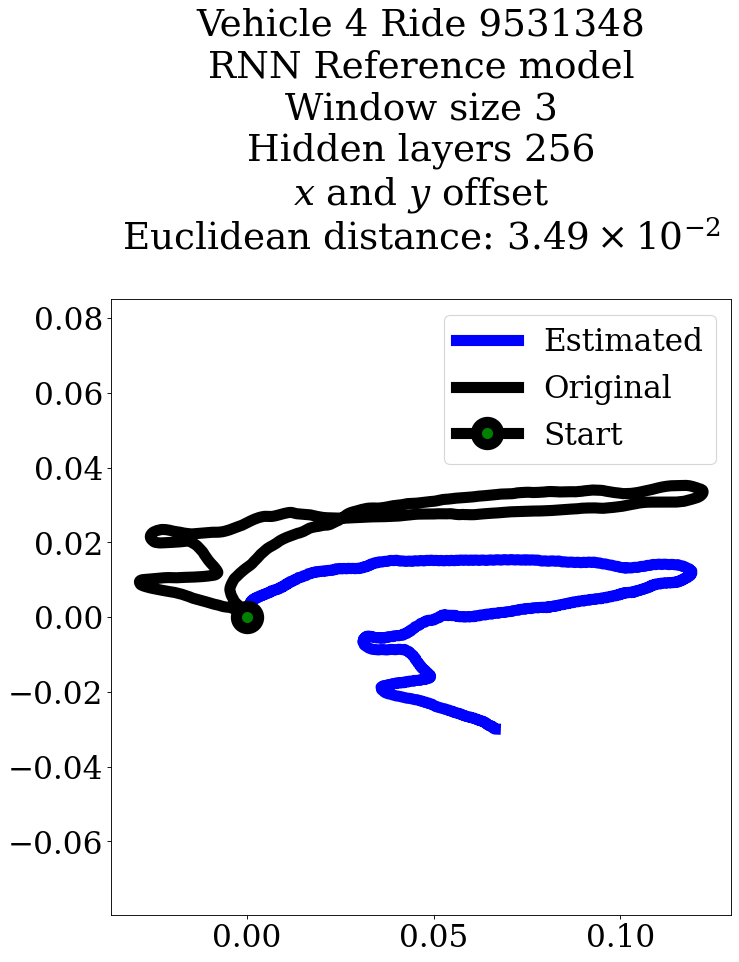 Vehicle 4 Ride 9531348
RNN Reference model
Window size 3
Hidden layers 256
x and y offset
Euclidean distance: 3.49 × 10⁻²
Estimated
Original
Start
0.08
0.06
0.04
0.02
0.00
−0.02
−0.04
−0.06
0.00 0.05 0.10